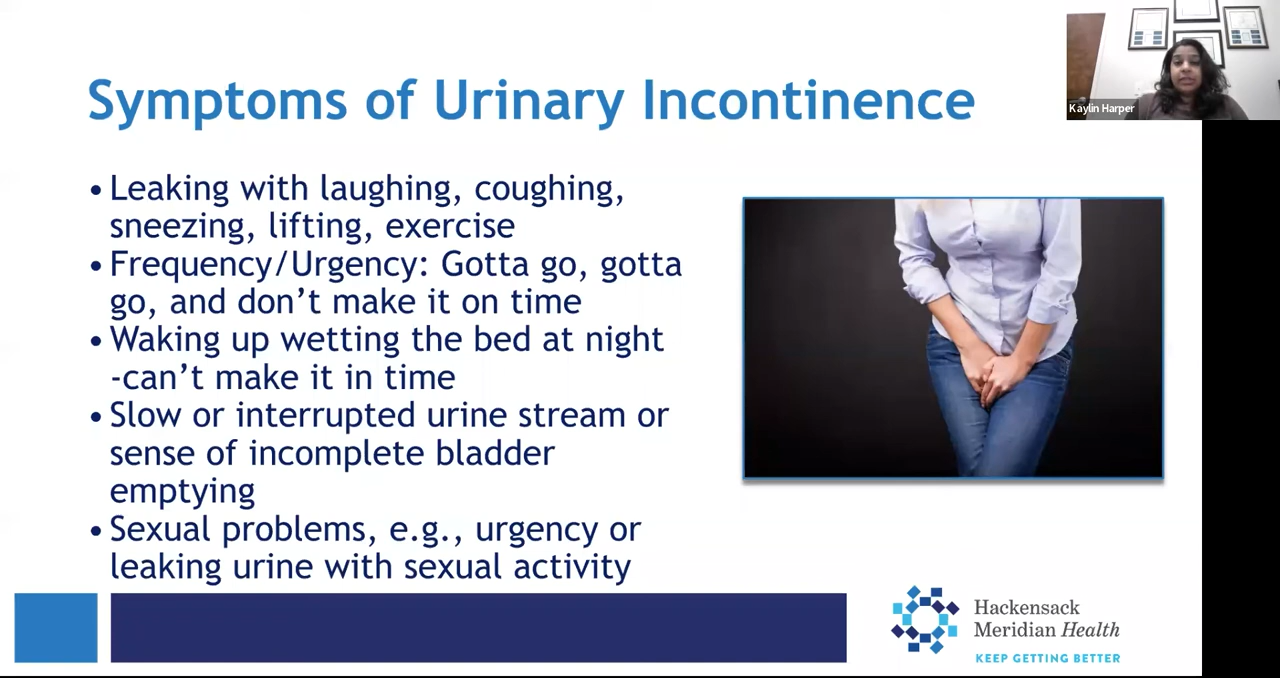 Symptoms of Urinary Incontinence
Kaylin Harper
•Leaking with laughing, coughing,
sneezing, lifting, exercise
•Frequency/Urgency: Gotta go, gotta
go, and don’t make it on time
•Waking up wetting the bed at night
-can’t make it in time
•Slow or interrupted urine stream or
sense of incomplete bladder
emptying
•Sexual problems, e.g., urgency or
leaking urine with sexual activity
Hackensack
Meridian Health
KEEP GETTING BETTER